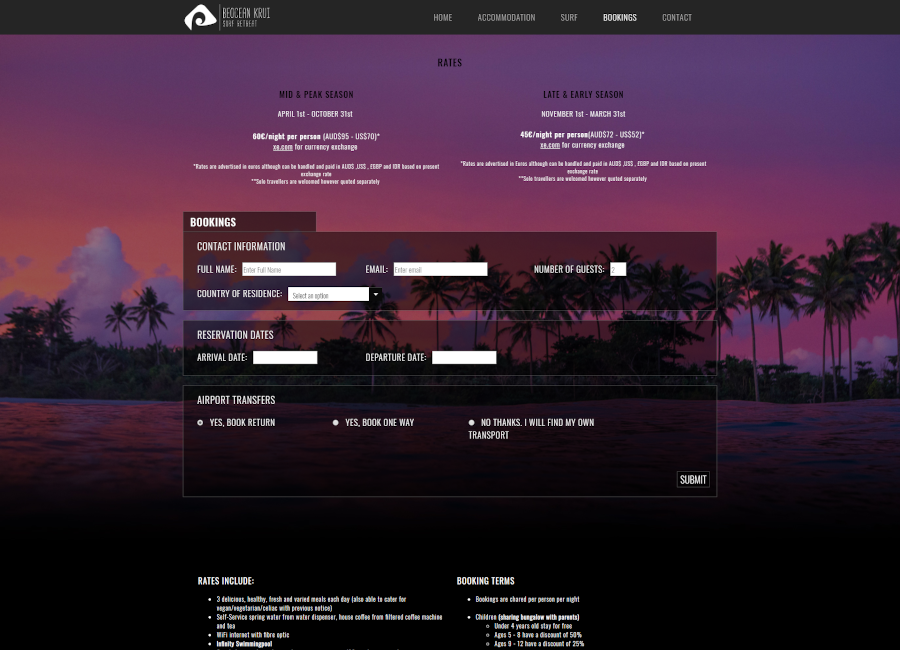 BEOCEAN KRUI
SURF RETREAT
HOME ACCOMMODATION SURF BOOKINGS CONTACT
RATES
MID & PEAK SEASON
APRIL 1st - OCTOBER 31st
60€/night per person (AUD$95 - US$70)*
xe.com for currency exchange
*Rates are advertised in euros although can be handled and paid in AUD$ ,US$ , EGBP and IDR based on present
exchange rate
**Solo travellers are welcomed however quoted separately
LATE & EARLY SEASON
NOVEMBER 1st - MARCH 31st
45€/night per person(AUD$72 - US$52)*
xe.com for currency exchange
*Rates are advertised in Euros although can be handled and paid in AUD$ ,US$ , EGBP and IDR based on present
exchange rate
**Solo travellers are welcomed however quoted separately
BOOKINGS
CONTACT INFORMATION
FULL NAME: Enter Full Name EMAIL: Enter email NUMBER OF GUESTS: 2
COUNTRY OF RESIDENCE: Select an option
RESERVATION DATES
ARRIVAL DATE: DEPARTURE DATE:
AIRPORT TRANSFERS
YES, BOOK RETURN YES, BOOK ONE WAY NO THANKS. I WILL FIND MY OWN
TRANSPORT
SUBMIT
RATES INCLUDE:
3 delicious, healthy, fresh and varied meals each day (also able to cater for
vegan/vegetarian/celiac with previous notice)
Self-Service spring water from water dispenser, house coffee from filtered coffee machine
and tea
WiFi internet with fibre optic
Infinity Swimmingpool
BOOKING TERMS
Bookings are chared per person per night
Children (sharing bungalow with parents)
Under 4 years old stay for free
Ages 5 - 8 have a discount of 50%
Ages 9 - 12 have a discount of 25%